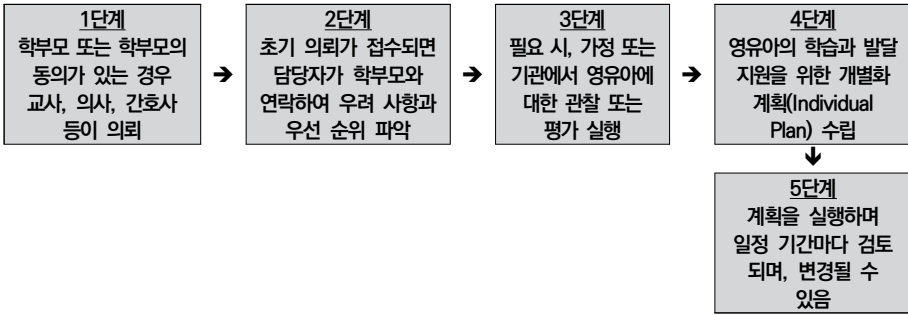 1단계
학부모 또는 학부모의
동의가 있는 경우
교사, 의사, 간호사
등이 의뢰
➔
2단계
초기 의뢰가 접수되면
담당자가 학부모와
연락하여 우려 사항과
우선 순위 파악
➔
3단계
필요 시, 가정 또는
기관에서 영유아에
대한 관찰 또는
평가 실행
➔
4단계
영유아의 학습과 발달
지원을 위한 개별화
계획(Individual
Plan) 수립
🡻
5단계
계획을 실행하며
일정 기간마다 검토
되며, 변경될 수
있음